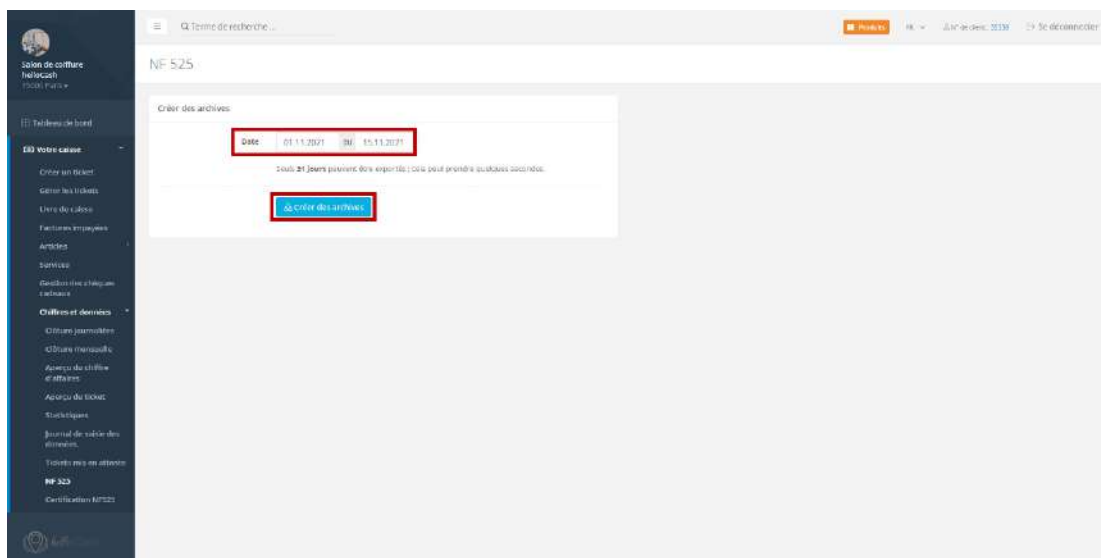 Q Terme de recherche ...
Produits
Se déconnecter
Salon de coiffure
hellocash
NF 525
Créer des archives
Date 01.11.2021 au 15.11.2021
Seuls 31 jours peuvent être exportés ; cela peut prendre quelques secondes.
Créer des archives
Tableau de bord
Votre caisse
Créer un ticket
Gérer les tickets
Livre de caisse
Factures impayées
Articles
Services
Gestion des chèques
cadeaux
Chiffres et données
Clôture journalière
Clôture mensuelle
Aperçu du chiffre
d'affaires
Aperçu du ticket
Statistiques
Journal de saisie des
données
Tickets mis en attente
NF 525
Certification NF525